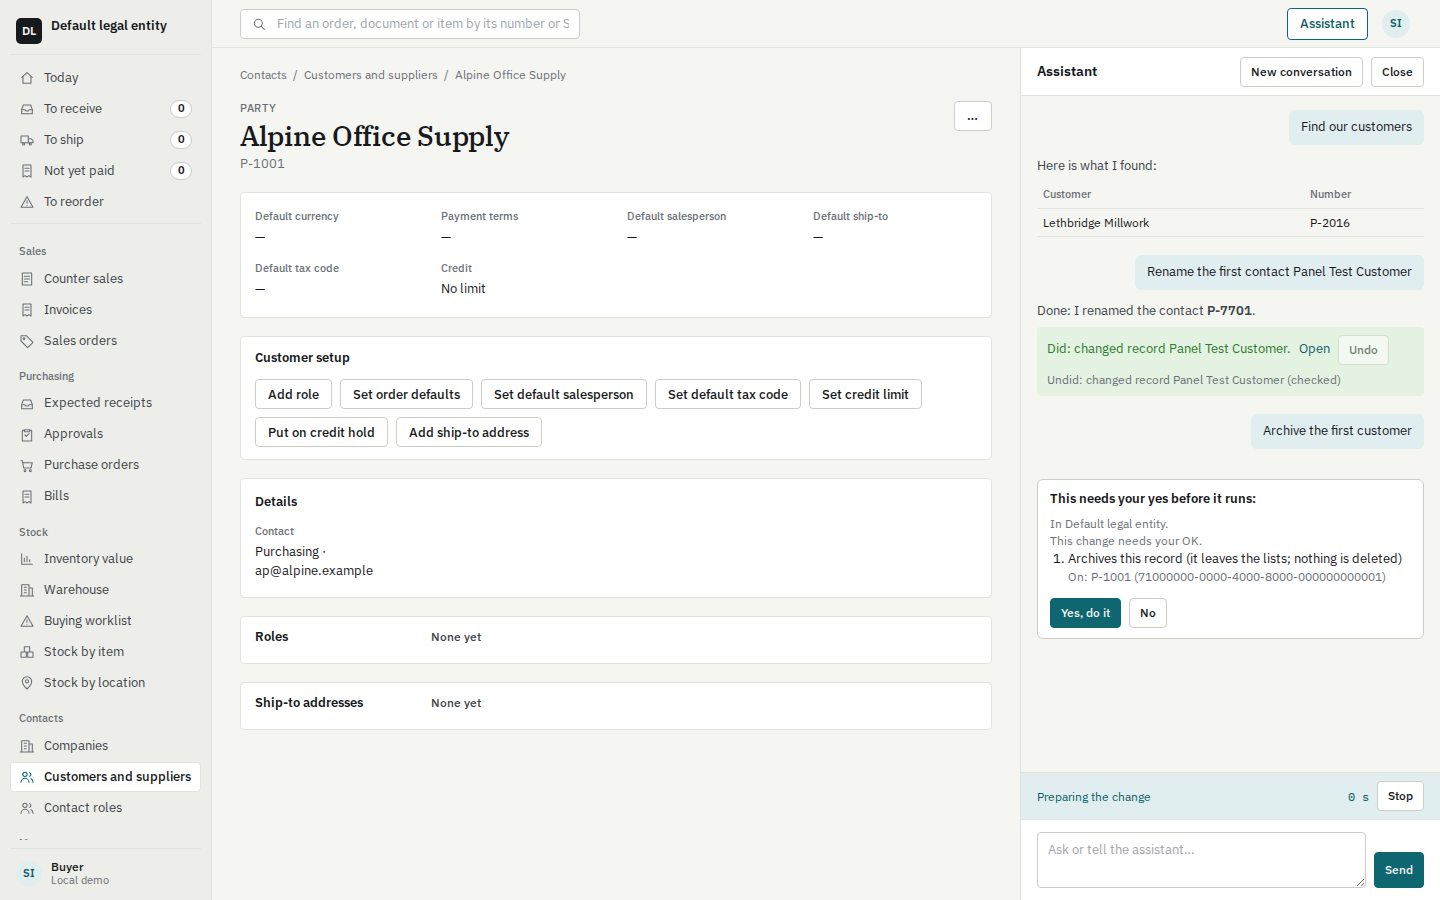 DL
Default legal entity
Today
To receive 0
To ship 0
Not yet paid 0
To reorder
Sales
Counter sales
Invoices
Sales orders
Purchasing
Expected receipts
Approvals
Purchase orders
Bills
Stock
Inventory value
Warehouse
Buying worklist
Stock by item
Stock by location
Contacts
Companies
Customers and suppliers
Contact roles
SI
Buyer
Local demo
Find an order, document or item by its number or S
Assistant
SI
Contacts / Customers and suppliers / Alpine Office Supply
PARTY
Alpine Office Supply
P-1001
...
Default currency Payment terms Default salesperson Default ship-to
— — — —
Default tax code Credit
— No limit
Customer setup
Add role Set order defaults Set default salesperson Set default tax code Set credit limit
Put on credit hold Add ship-to address
Details
Contact
Purchasing ·
ap@alpine.example
Roles None yet
Ship-to addresses None yet
Assistant New conversation Close
Find our customers
Here is what I found:
Customer Number
Lethbridge Millwork P-2016
Rename the first contact Panel Test Customer
Done: I renamed the contact P-7701.
Did: changed record Panel Test Customer. Open Undo
Undid: changed record Panel Test Customer (checked)
Archive the first customer
This needs your yes before it runs:
In Default legal entity.
This change needs your OK.
1. Archives this record (it leaves the lists; nothing is deleted)
On: P-1001 (71000000-0000-4000-8000-000000000001)
Yes, do it No
Preparing the change 0 s Stop
Ask or tell the assistant...
Send